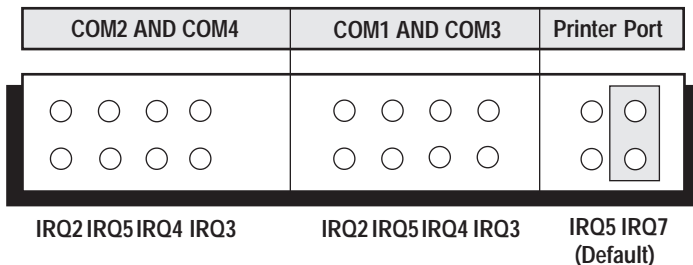 COM2 AND COM4 COM1 AND COM3 Printer Port
IRQ2 IRQ5 IRQ4 IRQ3 IRQ2 IRQ5 IRQ4 IRQ3 IRQ5 IRQ7
(Default)